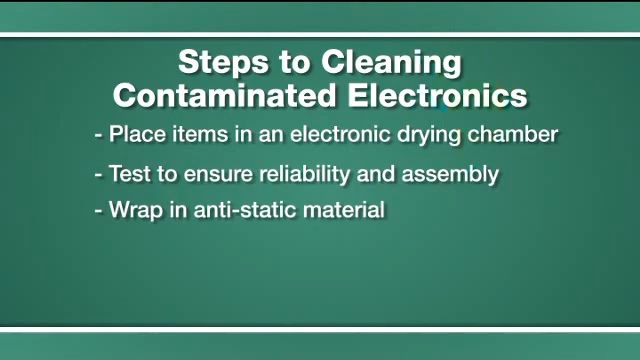 Steps to Cleaning
Contaminated Electronics
- Place items in an electronic drying chamber
- Test to ensure reliability and assembly
- Wrap in anti-static material